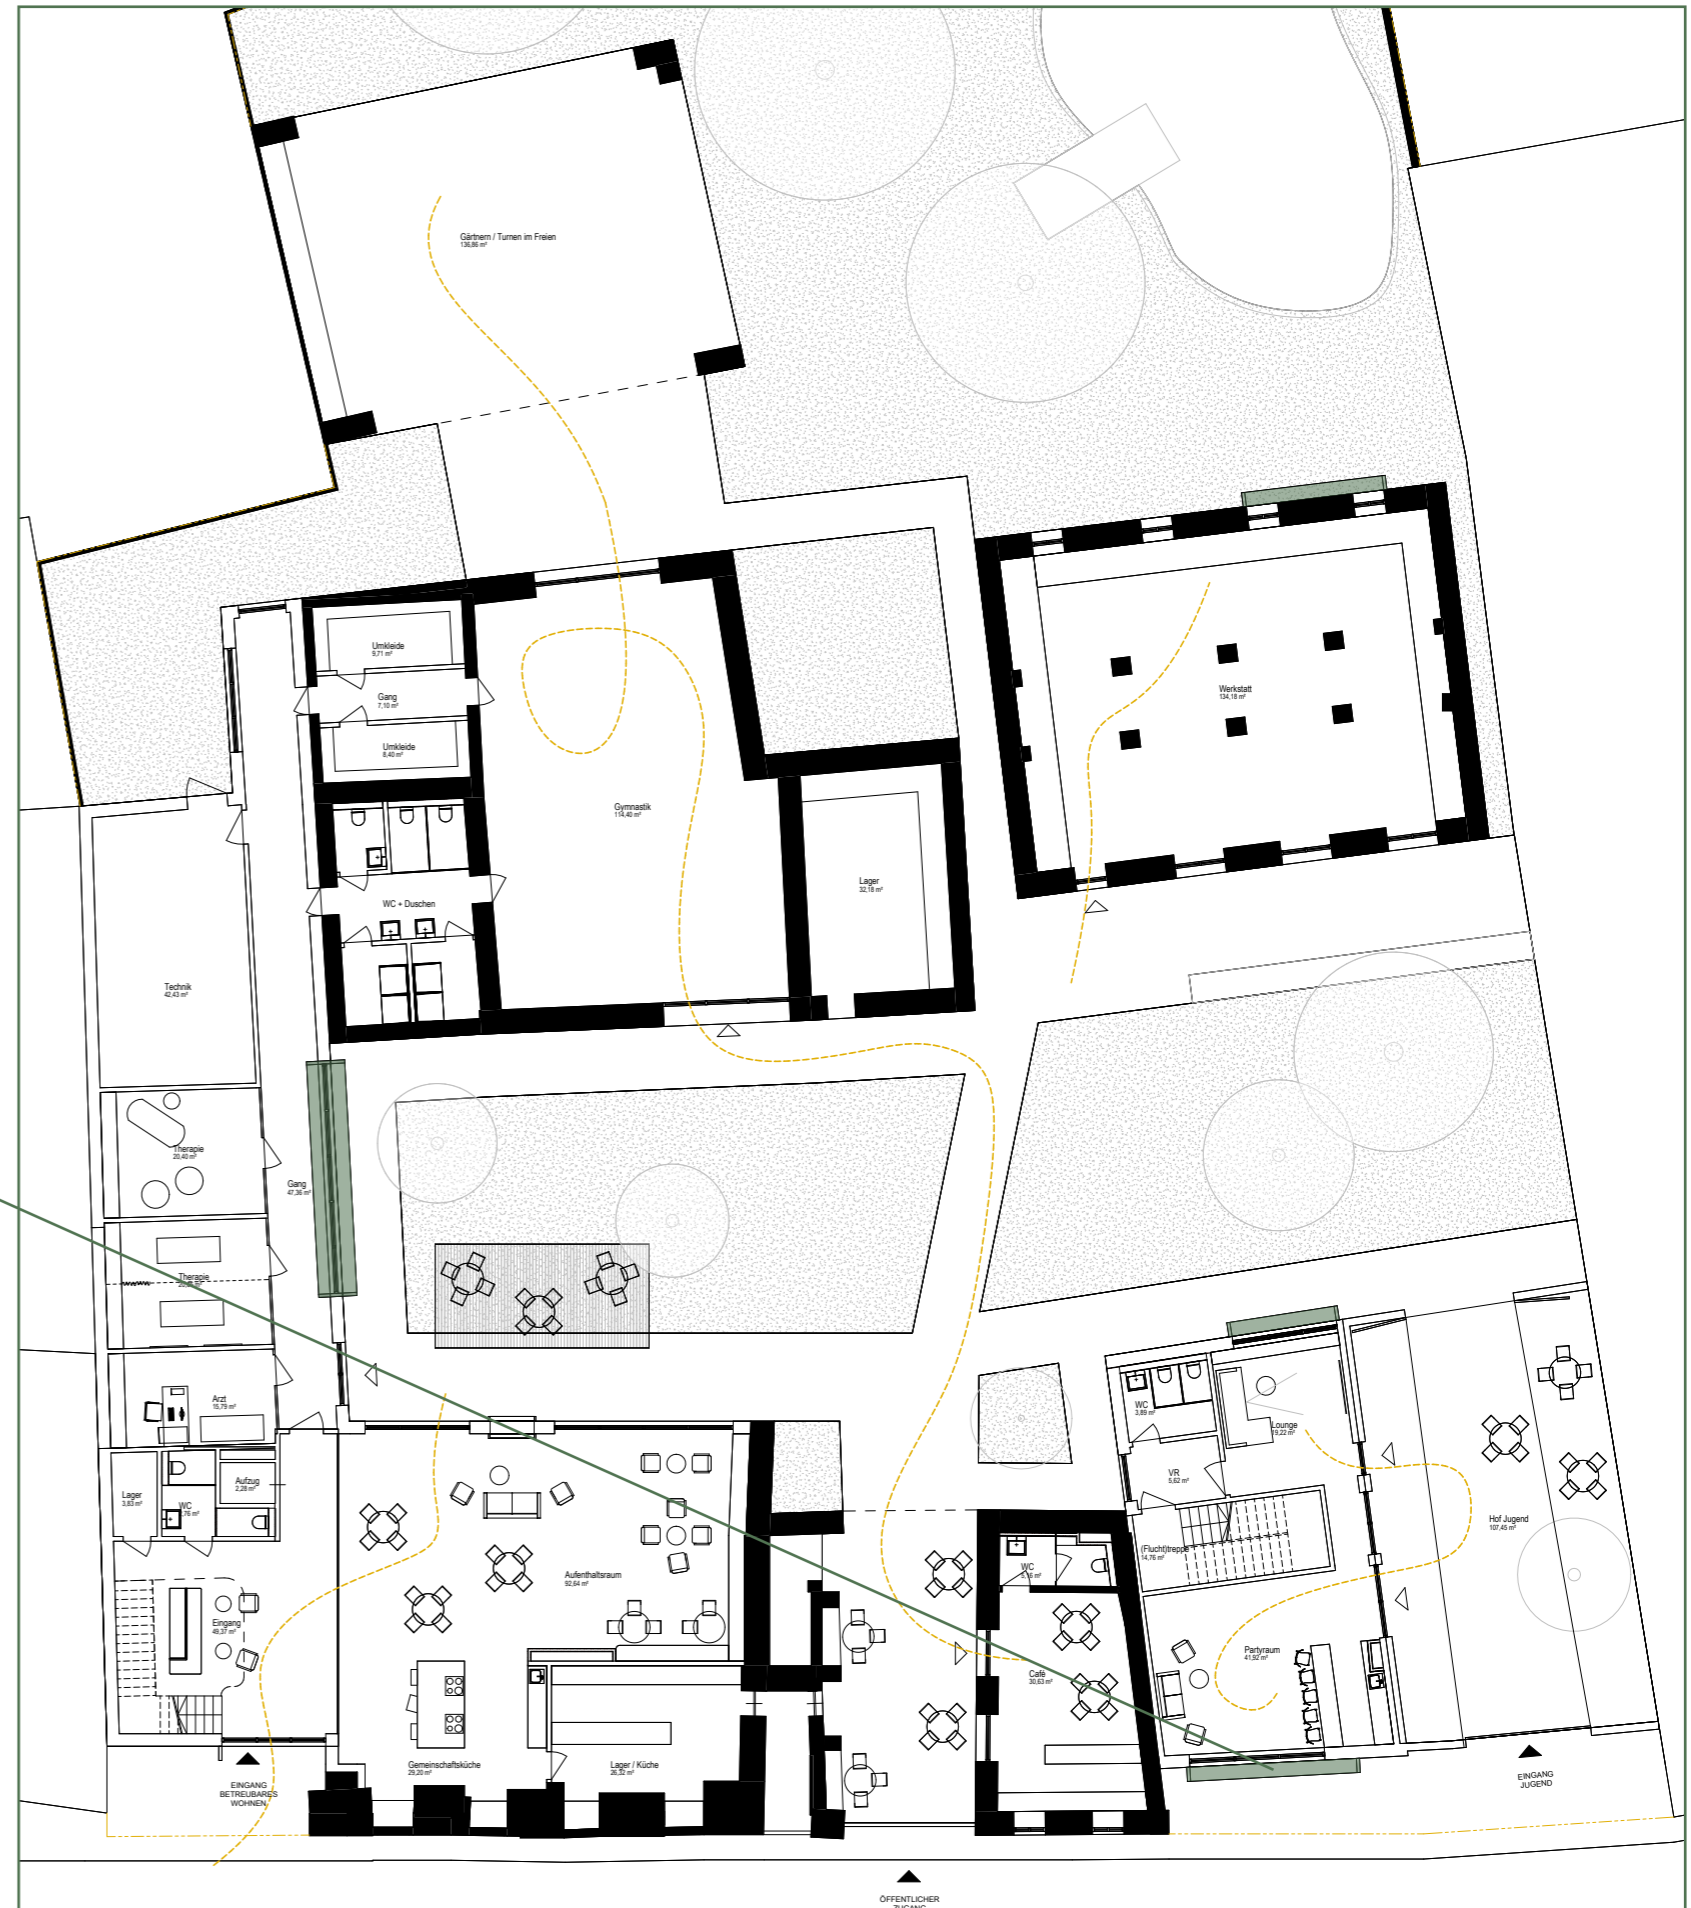 Gärtnern / Turnen im Freien
136,86 m²
Umkleide
9,71 m²
Gang
7,10 m²
Umkleide
8,40 m²
Werkstatt
134,18 m²
Gymnastik
114,40 m²
Lager
32,18 m²
WC + Duschen
Technik
42,43 m²
Therapie
20,40 m²
Gang
47,36 m²
Therapie
Arzt
15,79 m²
Lager
3,83 m²
WC
Aufzug
2,28 m²
Eingang
49,37 m²
Aufenthaltsraum
92,64 m²
Gemeinschaftsküche
29,20 m²
Lager / Küche
26,32 m²
WC
Café
30,63 m²
WC
3,89 m²
Lounge
19,22 m²
VR
5,62 m²
(Flucht)treppe
14,76 m²
Partyraum
41,92 m²
Hof Jugend
107,45 m²
EINGANG
BETREUBARES
WOHNEN
EINGANG
JUGEND
ÖFFENTLICHER
ZUGANG